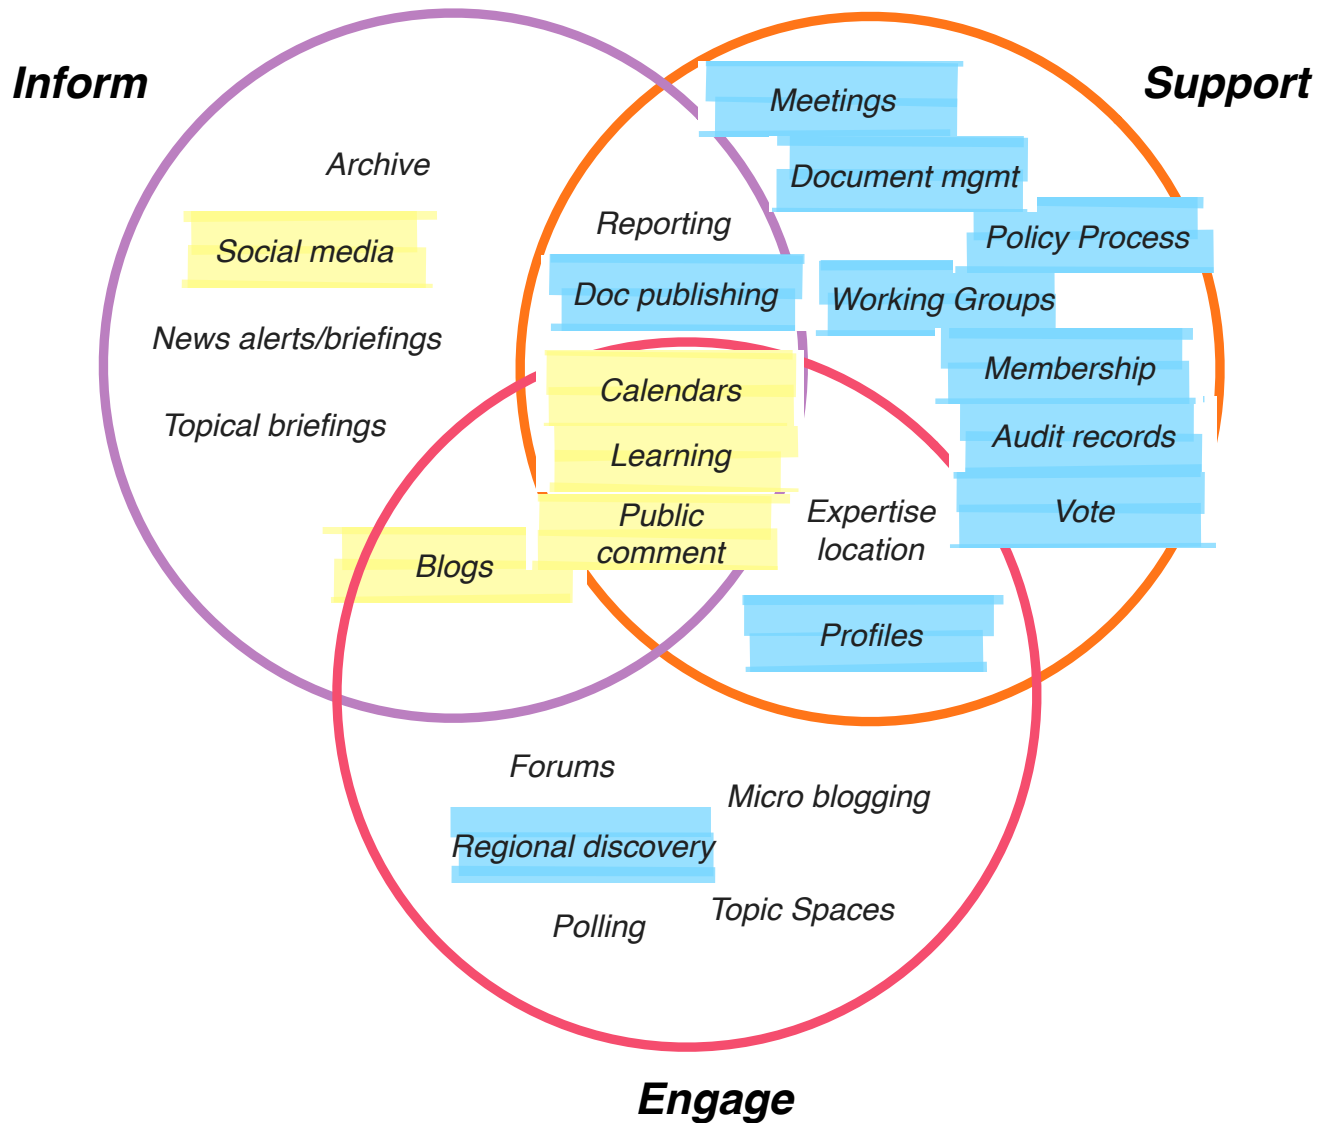 Inform
Support
Meetings
Archive
Document mgmt
Reporting
Policy Process
Social media
Doc publishing
Working Groups
News alerts/briefings
Membership
Calendars
Topical briefings
Audit records
Learning
Expertise
location
Vote
Public
comment
Blogs
Profiles
Forums
Micro blogging
Regional discovery
Topic Spaces
Polling
Engage